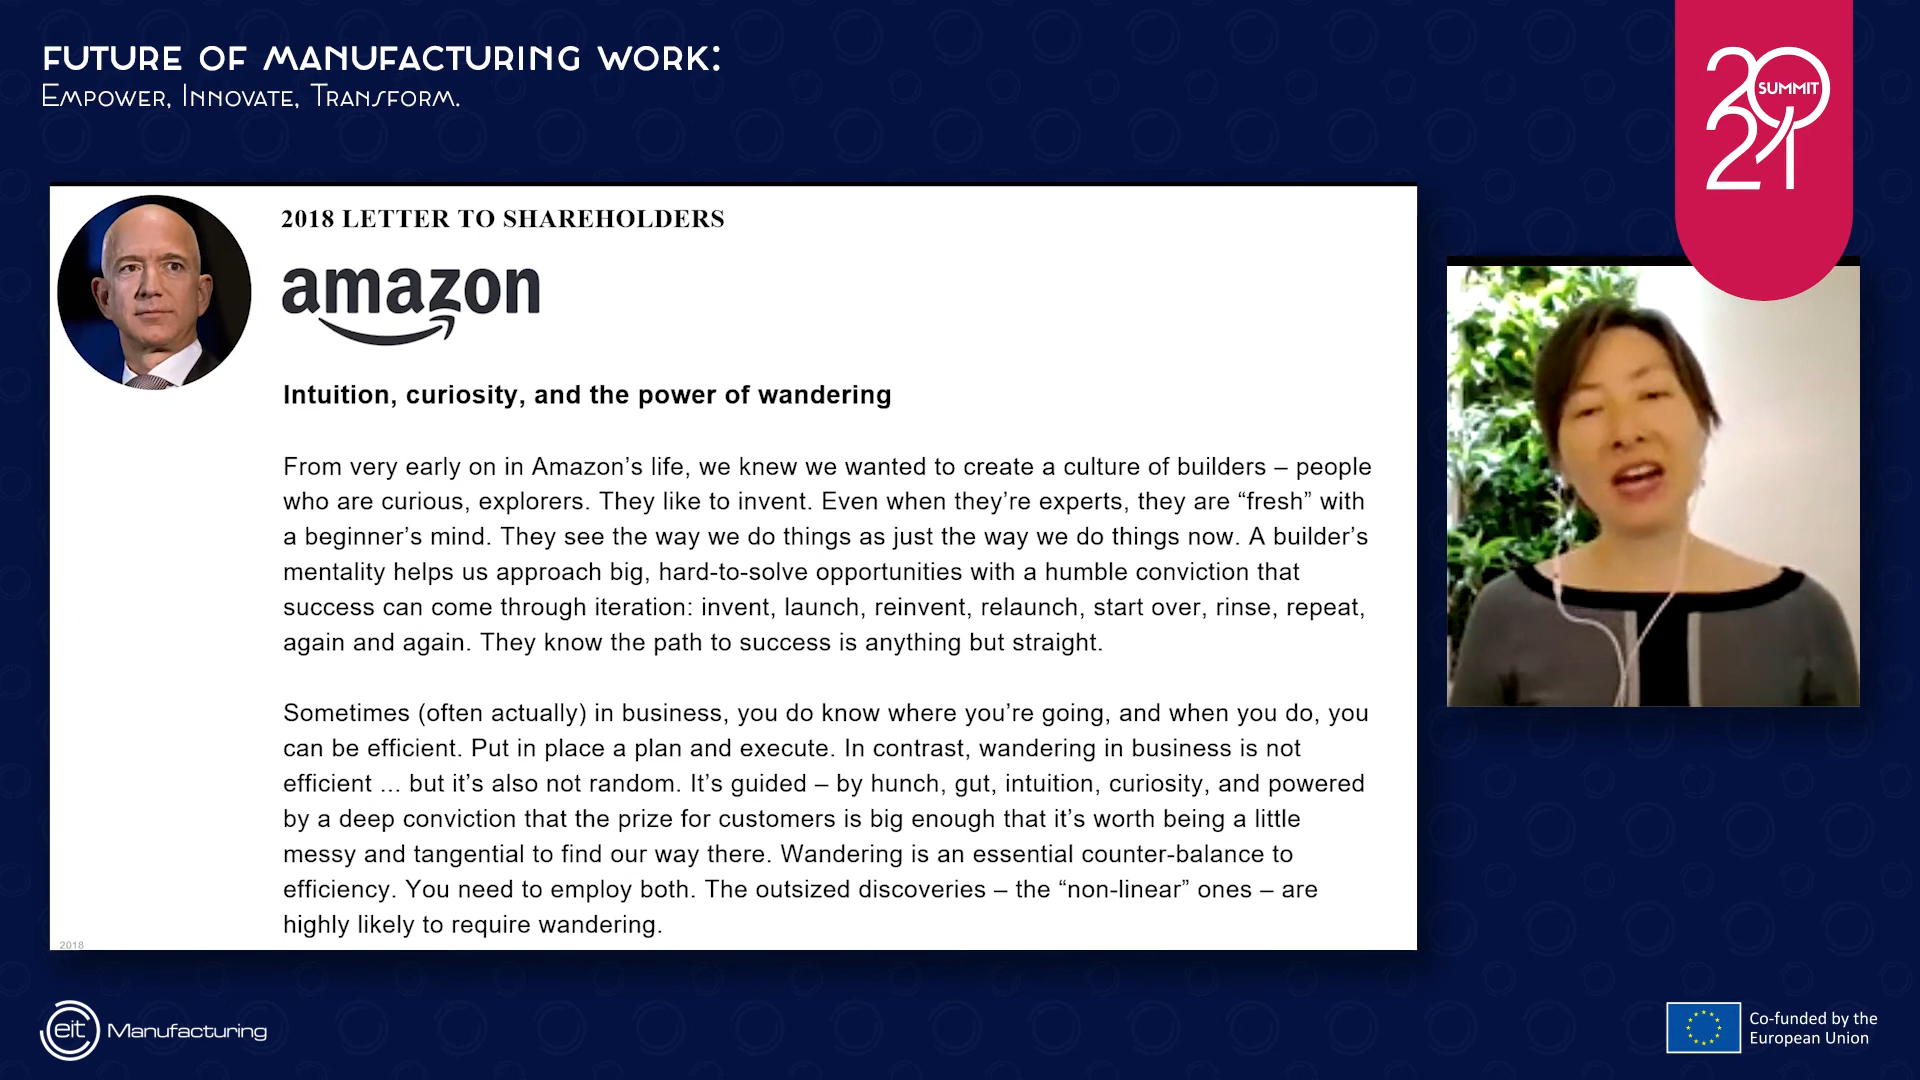 FUTURE OF MANUFACTURING WORK:
EMPOWER, INNOVATE, TRANSFORM.
20
SUMMIT
21
2018 LETTER TO SHAREHOLDERS
amazon
Intuition, curiosity, and the power of wandering
From very early on in Amazon’s life, we knew we wanted to create a culture of builders – people
who are curious, explorers. They like to invent. Even when they’re experts, they are “fresh” with
a beginner’s mind. They see the way we do things as just the way we do things now. A builder’s
mentality helps us approach big, hard-to-solve opportunities with a humble conviction that
success can come through iteration: invent, launch, reinvent, relaunch, start over, rinse, repeat,
again and again. They know the path to success is anything but straight.
Sometimes (often actually) in business, you do know where you’re going, and when you do, you
can be efficient. Put in place a plan and execute. In contrast, wandering in business is not
efficient ... but it’s also not random. It’s guided – by hunch, gut, intuition, curiosity, and powered
by a deep conviction that the prize for customers is big enough that it’s worth being a little
messy and tangential to find our way there. Wandering is an essential counter-balance to
efficiency. You need to employ both. The outsized discoveries – the “non-linear” ones – are
highly likely to require wandering.
2018
eit Manufacturing
Co-funded by the
European Union